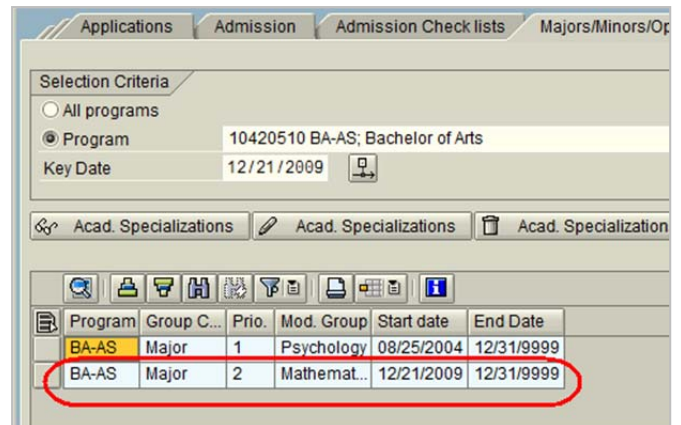 Applications Admission Admission Check lists Majors/Minors/Op
Selection Criteria
All programs
Program 10420510 BA-AS; Bachelor of Arts
Key Date 12/21/2009
Acad. Specializations Acad. Specializations Acad. Specialization
Program Group C... Prio. Mod. Group Start date End Date
BA-AS Major 1 Psychology 08/25/2004 12/31/9999
BA-AS Major 2 Mathemat... 12/21/2009 12/31/9999